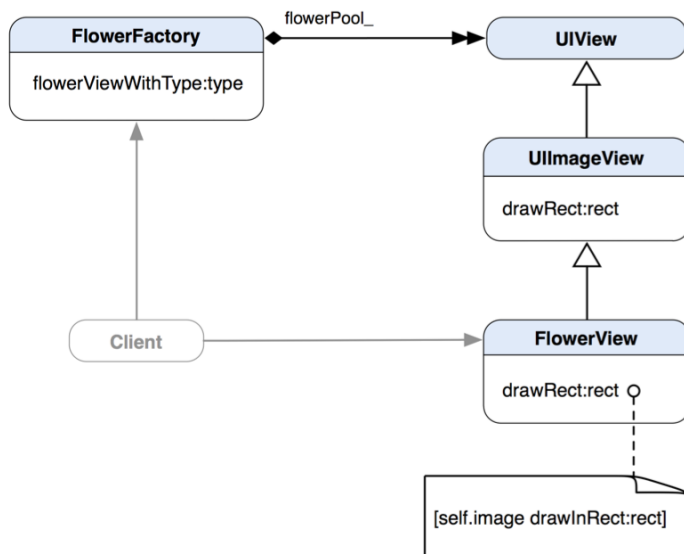 flowerPool_
FlowerFactory
UIView
flowerViewWithType:type
UIImageView
drawRect:rect
Client
FlowerView
drawRect:rect
[self.image drawInRect:rect]